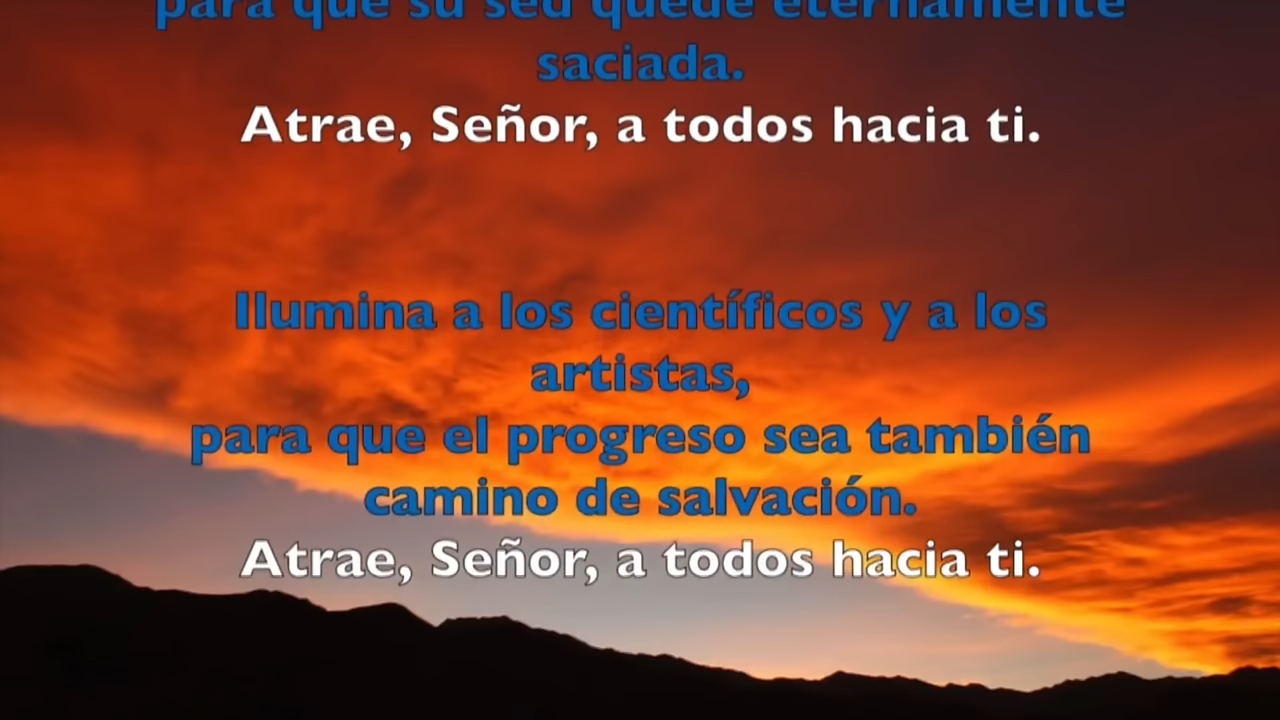 para que su sed quede eternamente
saciada.
Atrae, Señor, a todos hacia ti.
Ilumina a los científicos y a los
artistas,
para que el progreso sea también
camino de salvación.
Atrae, Señor, a todos hacia ti.